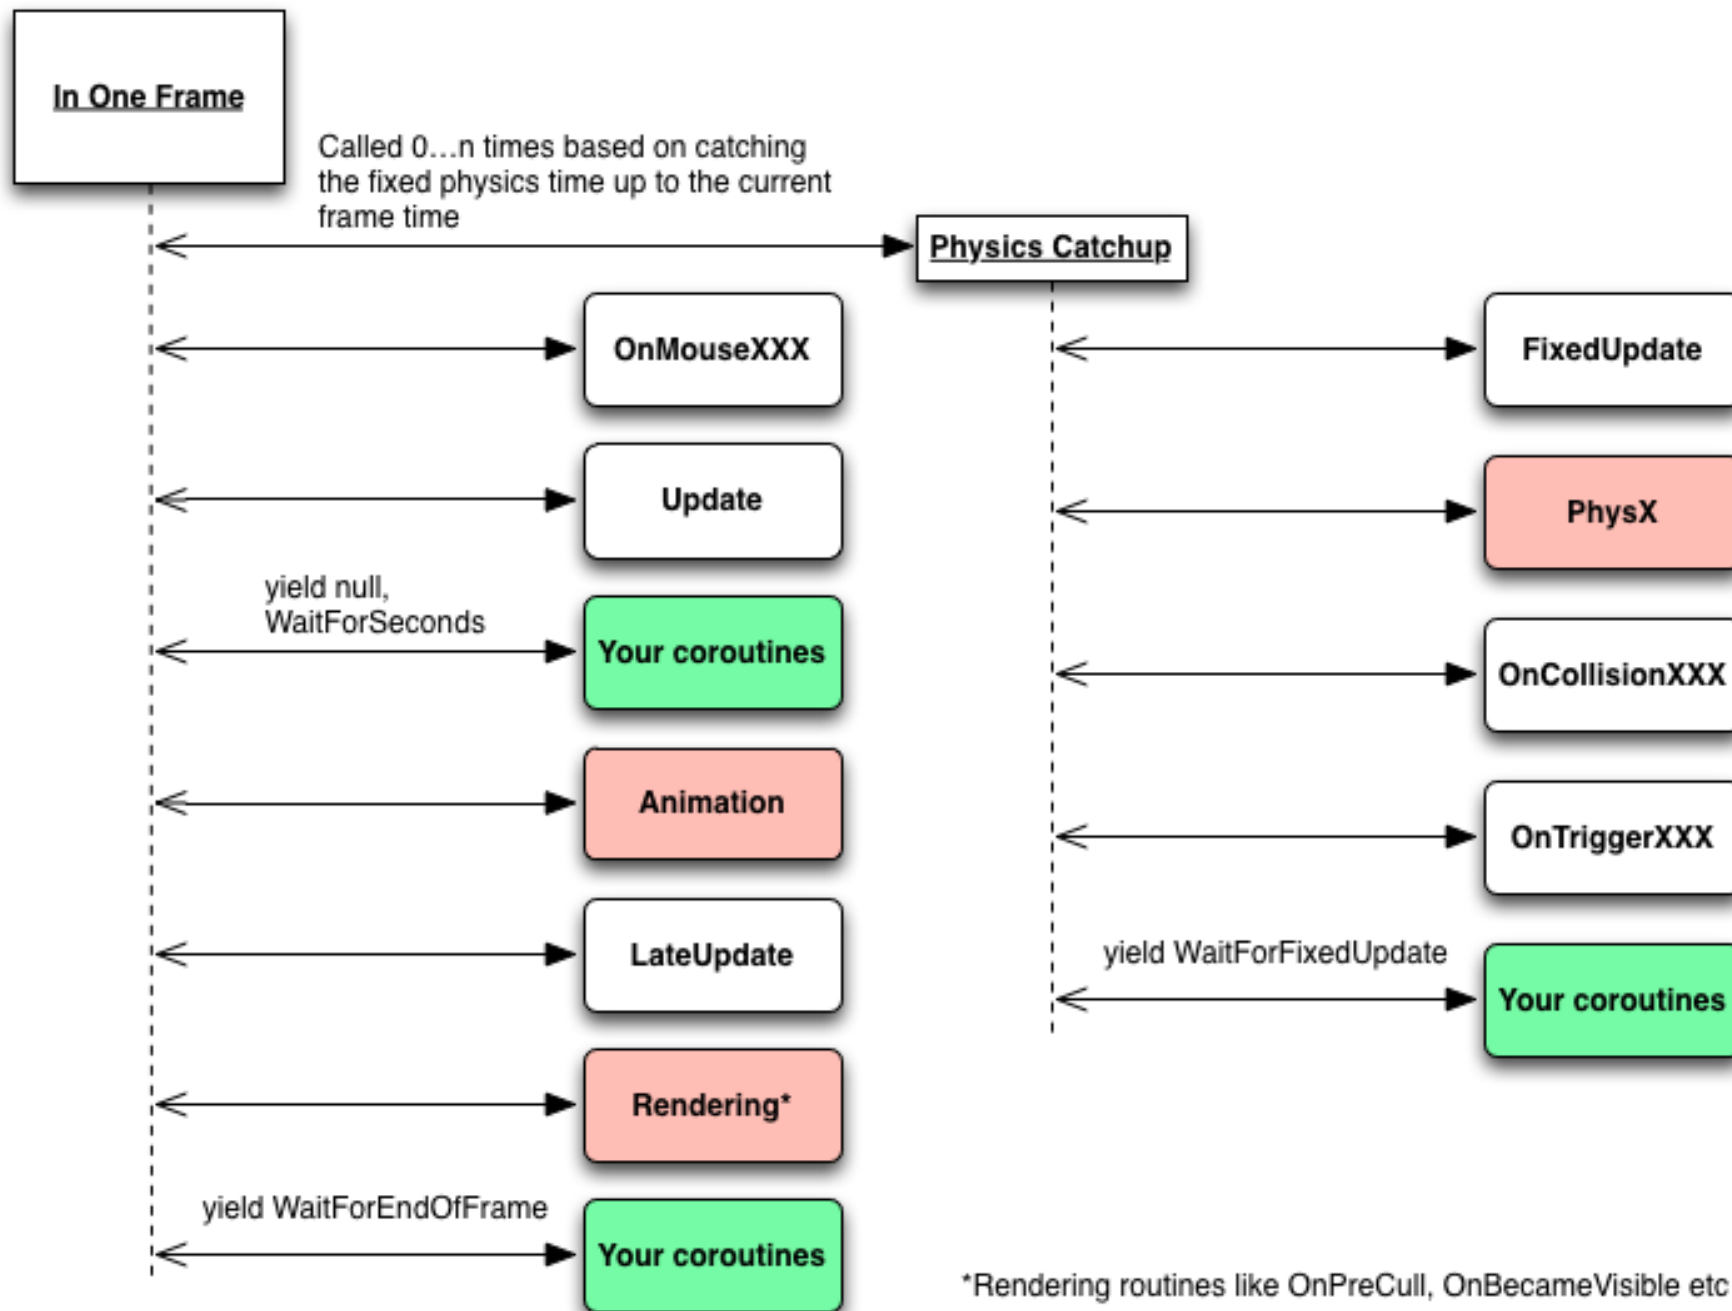 In One Frame
Called 0...n times based on catching
the fixed physics time up to the current
frame time
Physics Catchup
OnMouseXXX
Update
yield null,
WaitForSeconds
Your coroutines
Animation
LateUpdate
Rendering*
yield WaitForEndOfFrame
Your coroutines
FixedUpdate
PhysX
OnCollisionXXX
OnTriggerXXX
yield WaitForFixedUpdate
Your coroutines
*Rendering routines like OnPreCull, OnBecameVisible etc